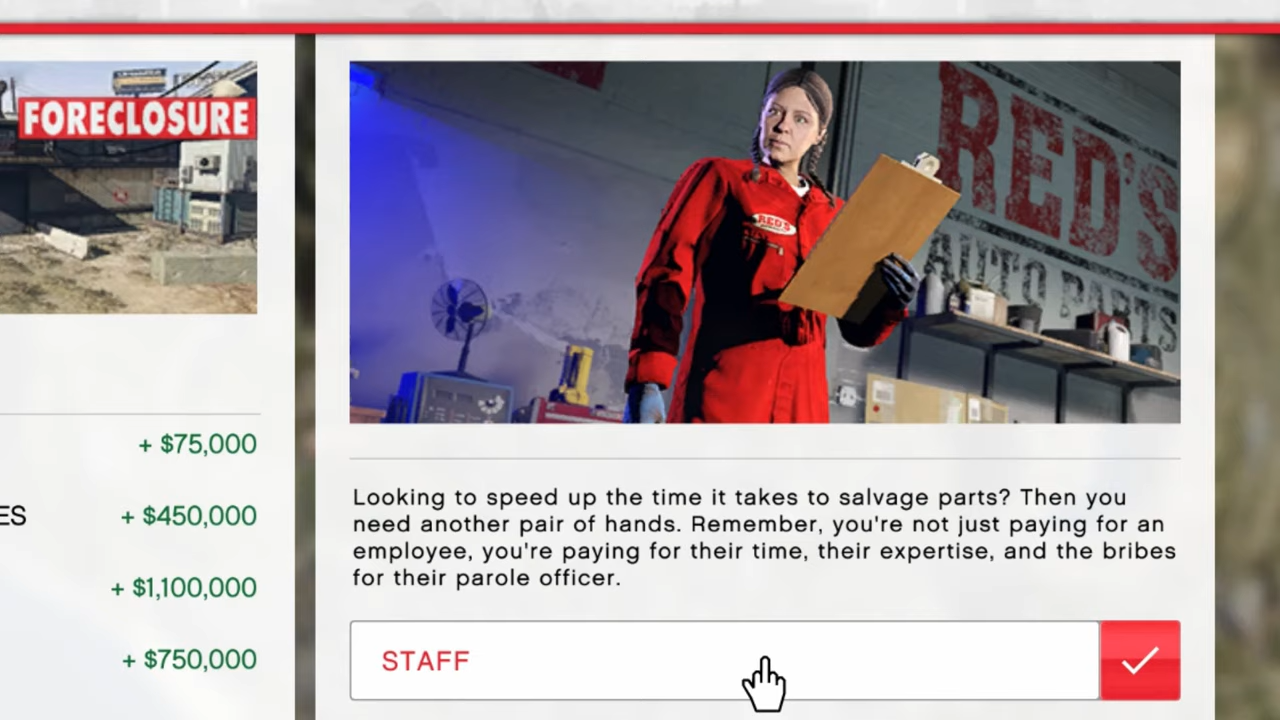 FORECLOSURE
+ $75,000
ES
+ $450,000
+ $1,100,000
+ $750,000
RED'S
RED'S
AUTO PARTS
Looking to speed up the time it takes to salvage parts? Then you
need another pair of hands. Remember, you're not just paying for an
employee, you're paying for their time, their expertise, and the bribes
for their parole officer.
STAFF